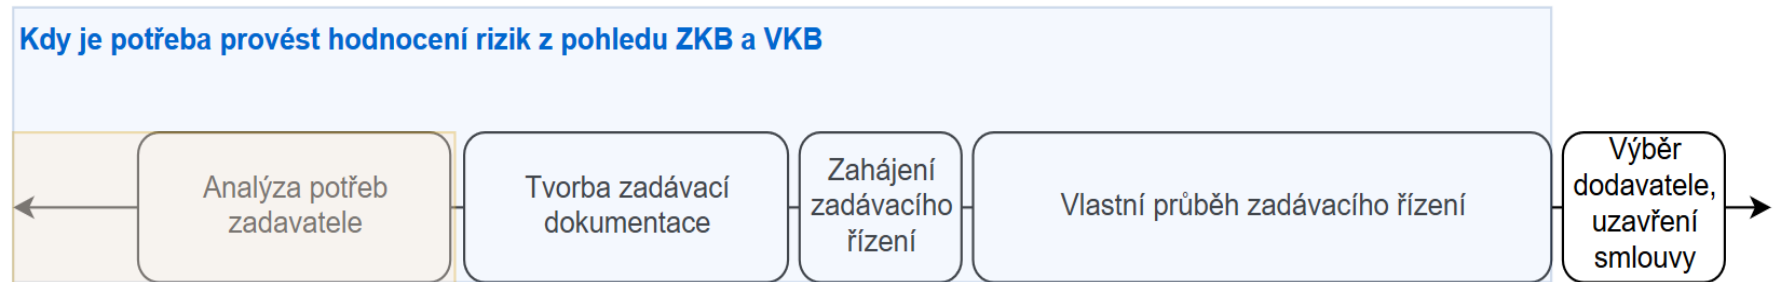 Kdy je potřeba provést hodnocení rizik z pohledu ZKB a VKB
Analýza potřeb
zadavatele
Tvorba zadávací
dokumentace
Zahájení
zadávacího
řízení
Vlastní průběh zadávacího řízení
Výběr
dodavatele,
uzavření
smlouvy